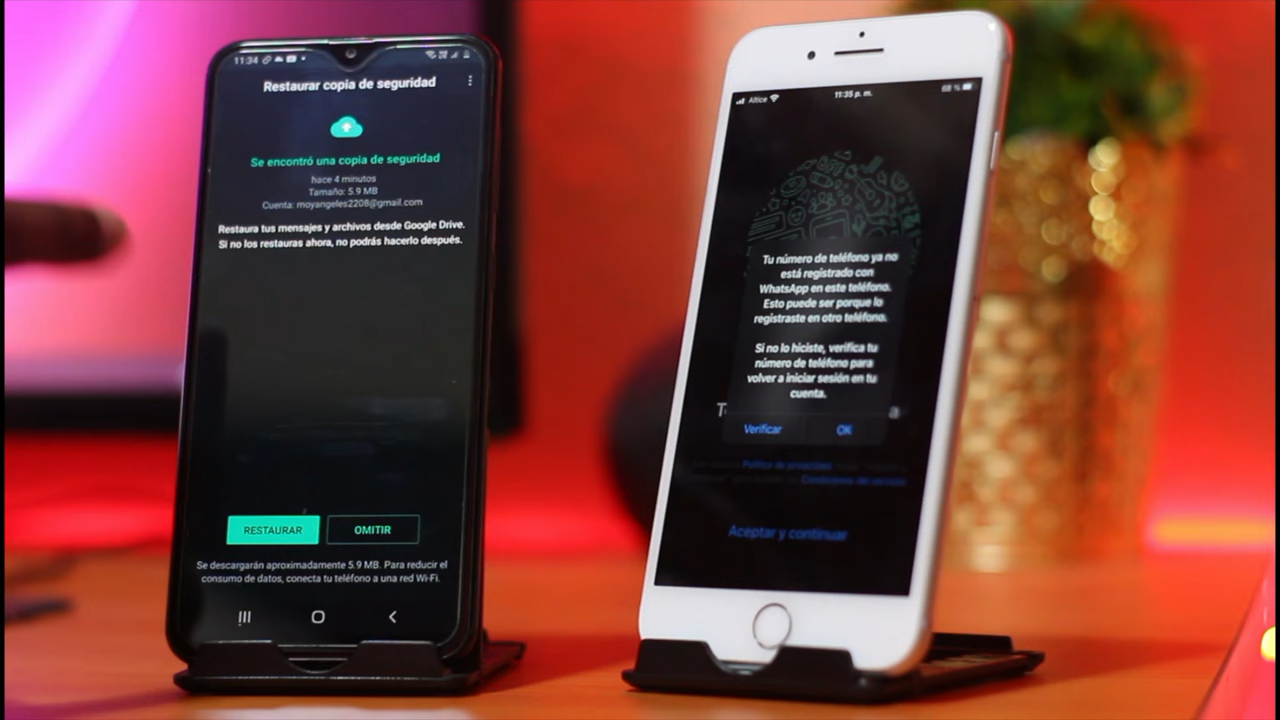 11:34
Restaurar copia de seguridad
Se encontró una copia de seguridad
hace 4 minutos
Tamaño: 5.9 MB
Cuenta: moyangeles2208@gmail.com
Restaura tus mensajes y archivos desde Google Drive.
Si no los restauras ahora, no podrás hacerlo después.
RESTAURAR
OMITIR
Se descargarán aproximadamente 5.9 MB. Para reducir el
consumo de datos, conecta tu teléfono a una red Wi-Fi.
Altice
11:35 p. m.
68 %
Tu número de teléfono ya no
está registrado con
WhatsApp en este teléfono.
Esto puede ser porque lo
registraste en otro teléfono.
Si no lo hiciste, verifica tu
número de teléfono para
volver a iniciar sesión en tu
cuenta.
T a
Verificar
OK
Política de privacidad
Condiciones del servicio
Aceptar y continuar